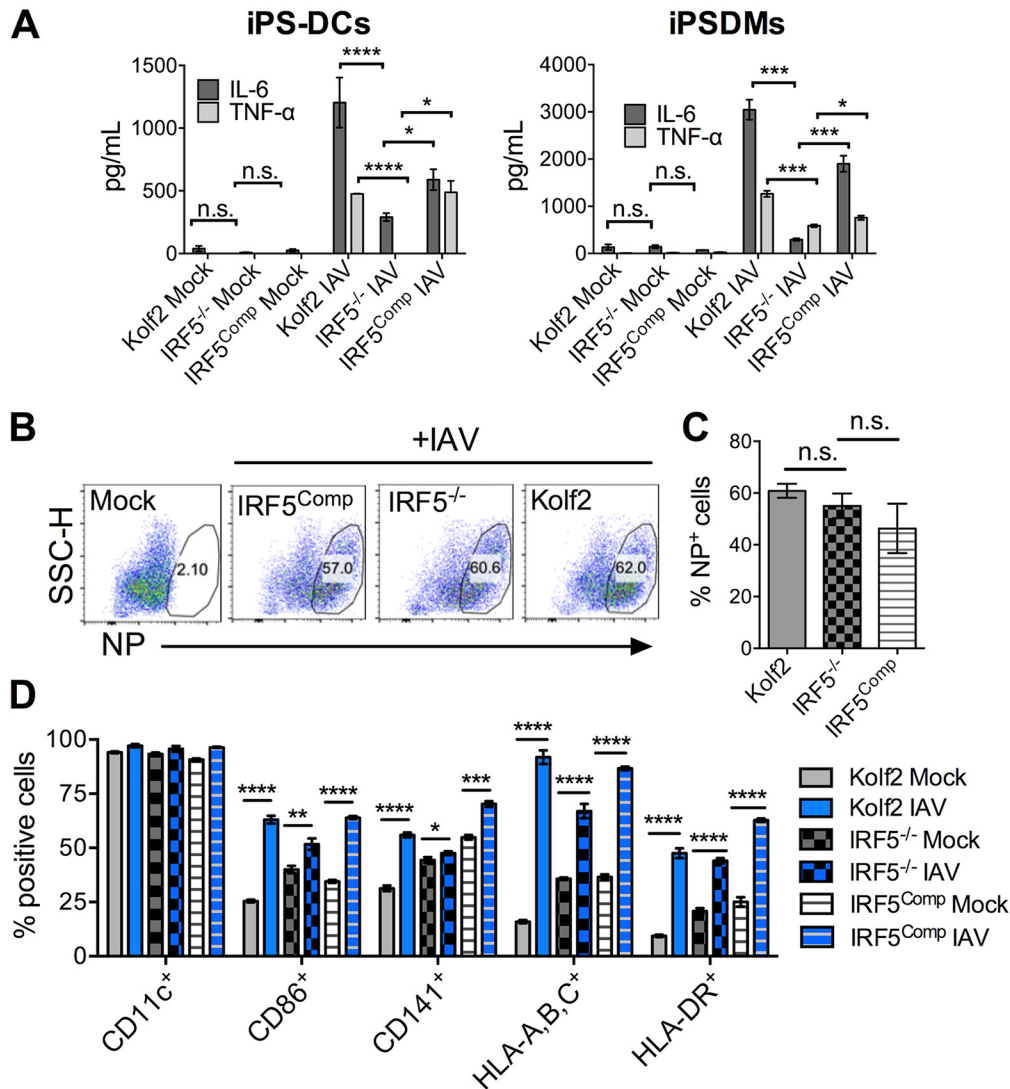 A
iPS-DCs
iPSDMs
pg/mL
1500
1000
500
0
IL-6
TNF-α
n.s.
n.s.
****
****
*
*
Kolf2 Mock
IRF5-/- Mock
IRF5Comp Mock
Kolf2 IAV
IRF5-/- IAV
IRF5Comp IAV
pg/mL
4000
3000
2000
1000
0
IL-6
TNF-α
n.s.
n.s.
***
***
***
*
Kolf2 Mock
IRF5-/- Mock
IRF5Comp Mock
Kolf2 IAV
IRF5-/- IAV
IRF5Comp IAV
B
+IAV
SSC-H
Mock
2.10
IRF5Comp
57.0
IRF5-/-
60.6
Kolf2
62.0
NP
C
% NP+ cells
80
60
40
20
0
n.s.
n.s.
Kolf2
IRF5-/-
IRF5Comp
D
% positive cells
100
75
50
25
0
****
**
****
****
*
***
****
****
****
****
****
****
CD11c+
CD86+
CD141+
HLA-A,B,C+
HLA-DR+
Kolf2 Mock
Kolf2 IAV
IRF5-/- Mock
IRF5-/- IAV
IRF5Comp Mock
IRF5Comp IAV